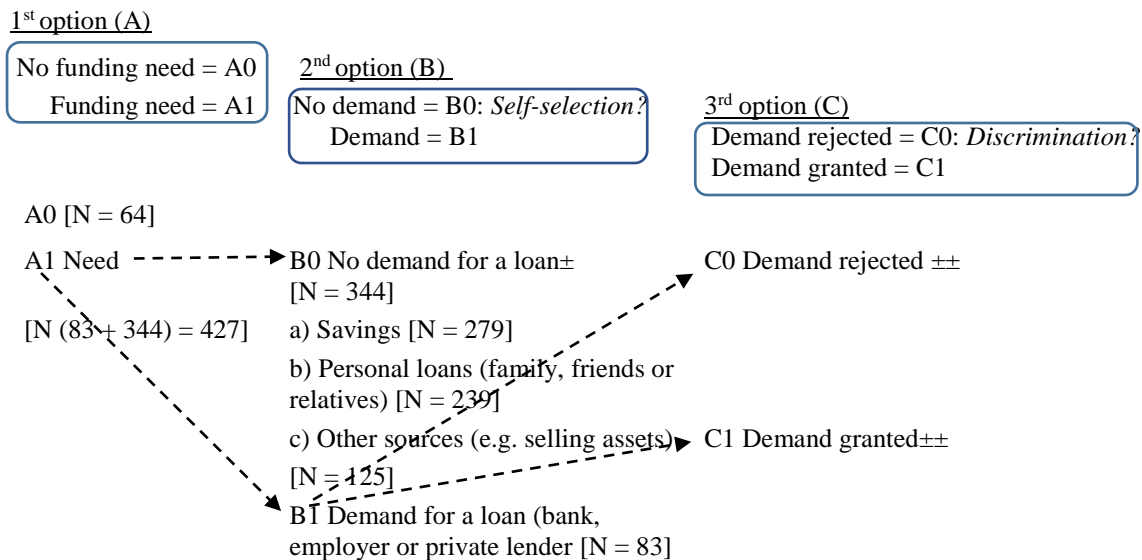 1st option (A)
No funding need = A0
Funding need = A1
2nd option (B)
No demand = B0: Self-selection?
Demand = B1
3rd option (C)
Demand rejected = C0: Discrimination?
Demand granted = C1
A0 [N = 64]
A1 Need
[N (83 + 344) = 427]
B0 No demand for a loan±
[N = 344]
a) Savings [N = 279]
b) Personal loans (family, friends or
relatives) [N = 239]
c) Other sources (e.g. selling assets)
[N = 125]
B1 Demand for a loan (bank,
employer or private lender [N = 83]
C0 Demand rejected ±±
C1 Demand granted±±